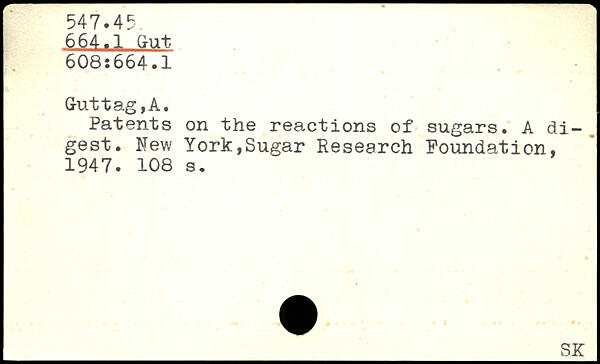 547.45
664.1 Gut
608:664.1
Guttag,A.
Patents on the reactions of sugars. A di-
gest. New York,Sugar Research Foundation,
1947. 108 s.
SK